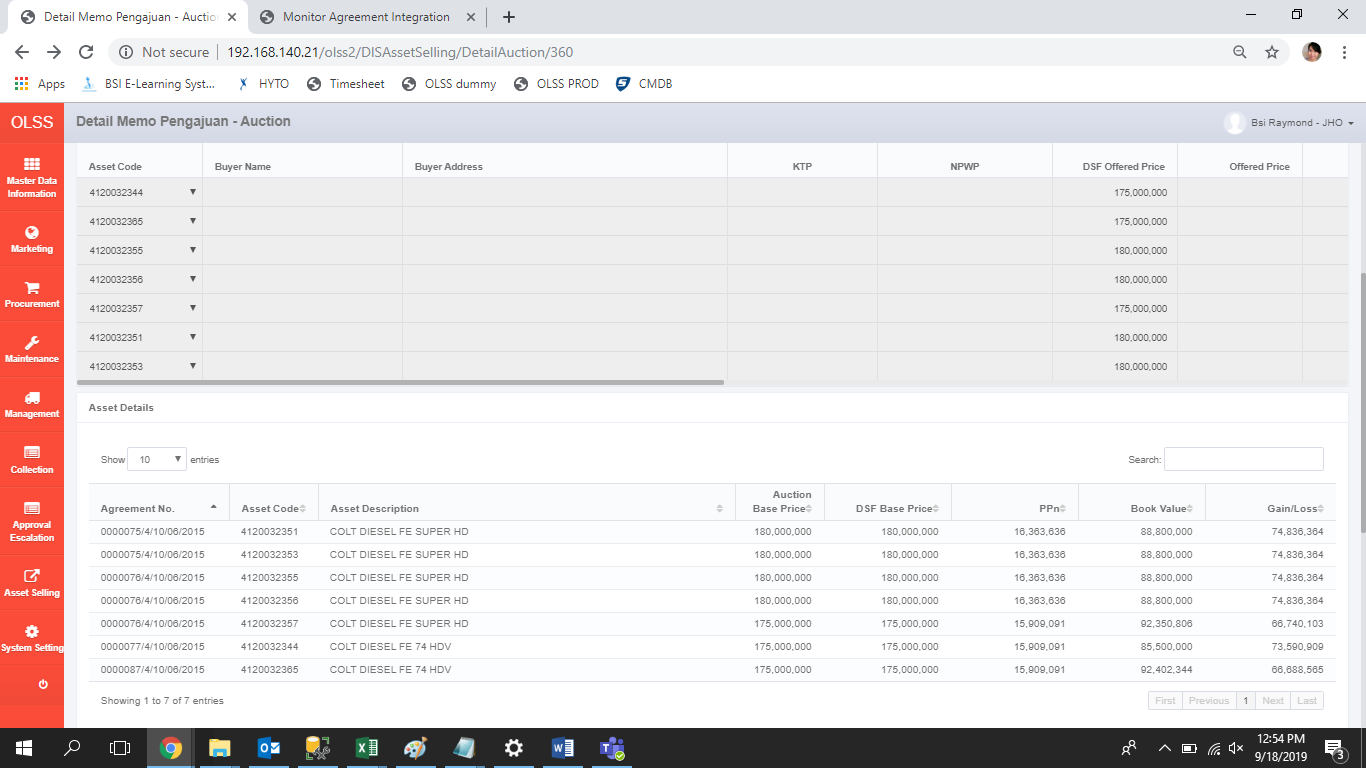 Detail Memo Pengajuan - Auctio
Monitor Agreement Integration
Not secure 192.168.140.21/olss2/DISAssetSelling/DetailAuction/360
Apps BSI E-Learning Syst... HYTO Timesheet OLSS dummy OLSS PROD CMDB
OLSS
Detail Memo Pengajuan - Auction
Bsi Raymond - JHO
Master Data
Information
Marketing
Procurement
Maintenance
Management
Collection
Approval
Escalation
Asset Selling
System Setting
Asset Code Buyer Name Buyer Address KTP NPWP DSF Offered Price Offered Price
4120032344 175,000,000
4120032365 175,000,000
4120032355 180,000,000
4120032356 180,000,000
4120032357 175,000,000
4120032351 180,000,000
4120032353 180,000,000
Asset Details
Show 10 entries Search:
Agreement No. Asset Code Asset Description Auction Base Price DSF Base Price PPn Book Value Gain/Loss
0000075/4/10/06/2015 4120032351 COLT DIESEL FE SUPER HD 180,000,000 180,000,000 16,363,636 88,800,000 74,836,364
0000075/4/10/06/2015 4120032353 COLT DIESEL FE SUPER HD 180,000,000 180,000,000 16,363,636 88,800,000 74,836,364
0000076/4/10/06/2015 4120032355 COLT DIESEL FE SUPER HD 180,000,000 180,000,000 16,363,636 88,800,000 74,836,364
0000076/4/10/06/2015 4120032356 COLT DIESEL FE SUPER HD 180,000,000 180,000,000 16,363,636 88,800,000 74,836,364
0000076/4/10/06/2015 4120032357 COLT DIESEL FE SUPER HD 175,000,000 175,000,000 15,909,091 92,350,806 66,740,103
0000077/4/10/06/2015 4120032344 COLT DIESEL FE 74 HDV 175,000,000 175,000,000 15,909,091 85,500,000 73,590,909
0000087/4/10/06/2015 4120032365 COLT DIESEL FE 74 HDV 175,000,000 175,000,000 15,909,091 92,402,344 66,688,565
Showing 1 to 7 of 7 entries
First Previous 1 Next Last
12:54 PM
9/18/2019
3